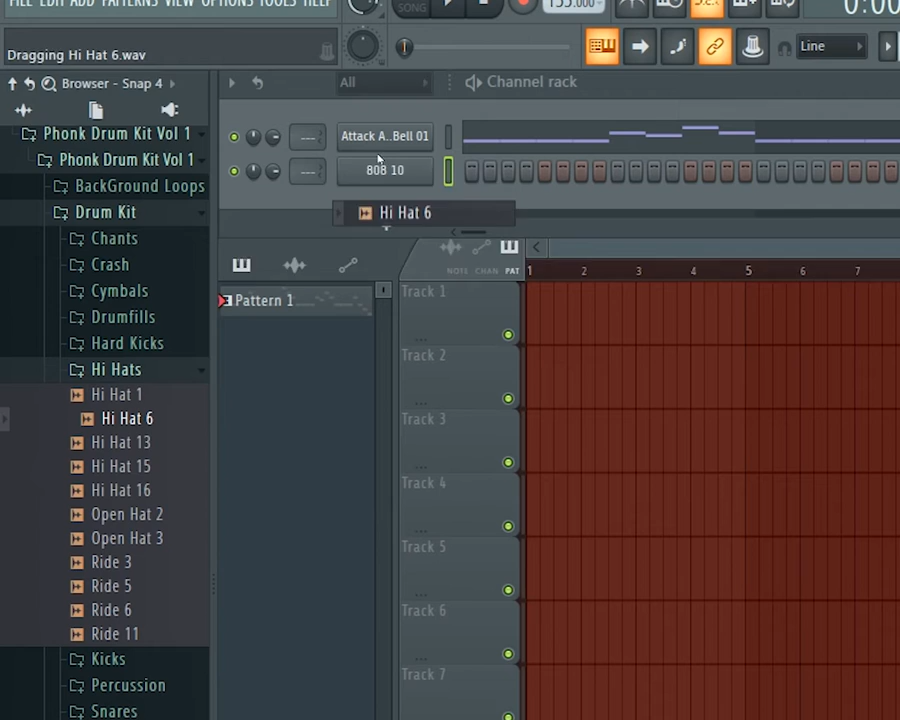 FILE EDIT ADD PATTERNS VIEW OPTIONS TOOLS HELP
SONG
0:00
Dragging Hi Hat 6.wav
Line
Browser - Snap 4
All
Channel rack
Phonk Drum Kit Vol 1
Phonk Drum Kit Vol 1
BackGround Loops
Drum Kit
Chants
Crash
Cymbals
Drumfills
Hard Kicks
Hi Hats
Hi Hat 1
Hi Hat 6
Hi Hat 13
Hi Hat 15
Hi Hat 16
Open Hat 2
Open Hat 3
Ride 3
Ride 5
Ride 6
Ride 11
Kicks
Percussion
Snares
Attack A..Bell 01
808 10
Hi Hat 6
NOTE CHAN PAT
1 2 3 4 5 6 7
Pattern 1
Track 1
Track 2
Track 3
Track 4
Track 5
Track 6
Track 7